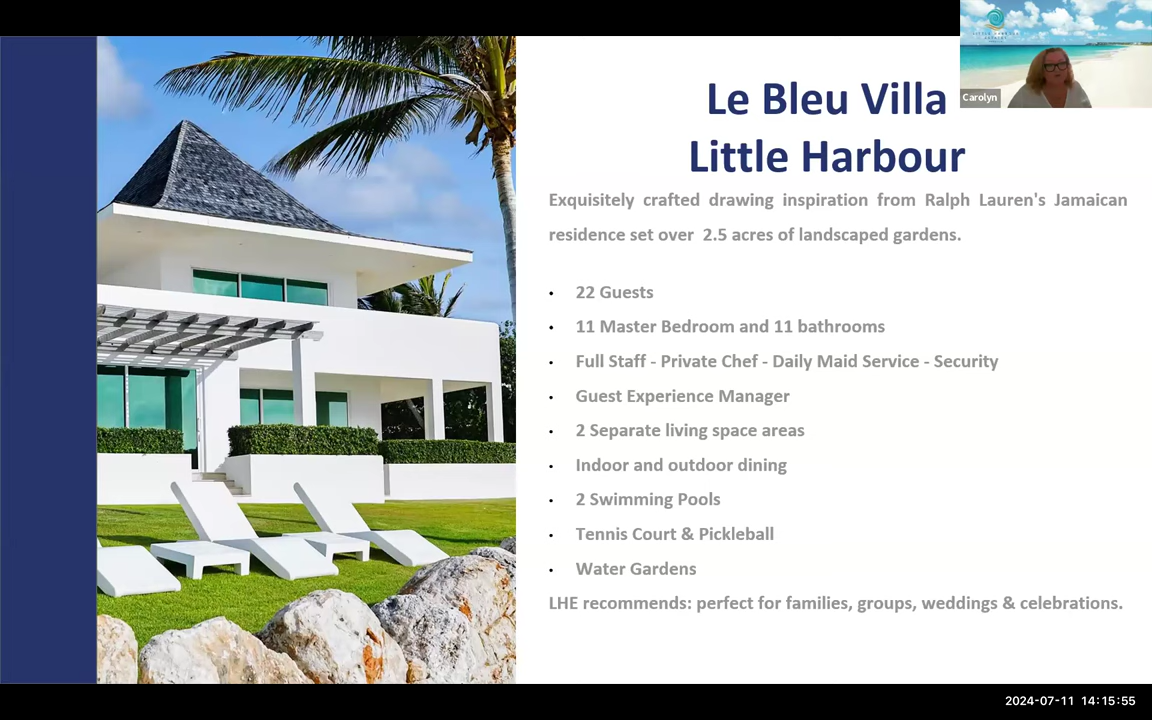 Le Bleu Villa
Little Harbour
Carolyn
Exquisitely crafted drawing inspiration from Ralph Lauren's Jamaican
residence set over 2.5 acres of landscaped gardens.
• 22 Guests
• 11 Master Bedroom and 11 bathrooms
• Full Staff - Private Chef - Daily Maid Service - Security
• Guest Experience Manager
• 2 Separate living space areas
• Indoor and outdoor dining
• 2 Swimming Pools
• Tennis Court & Pickleball
• Water Gardens
LHE recommends: perfect for families, groups, weddings & celebrations.
2024-07-11 14:15:55